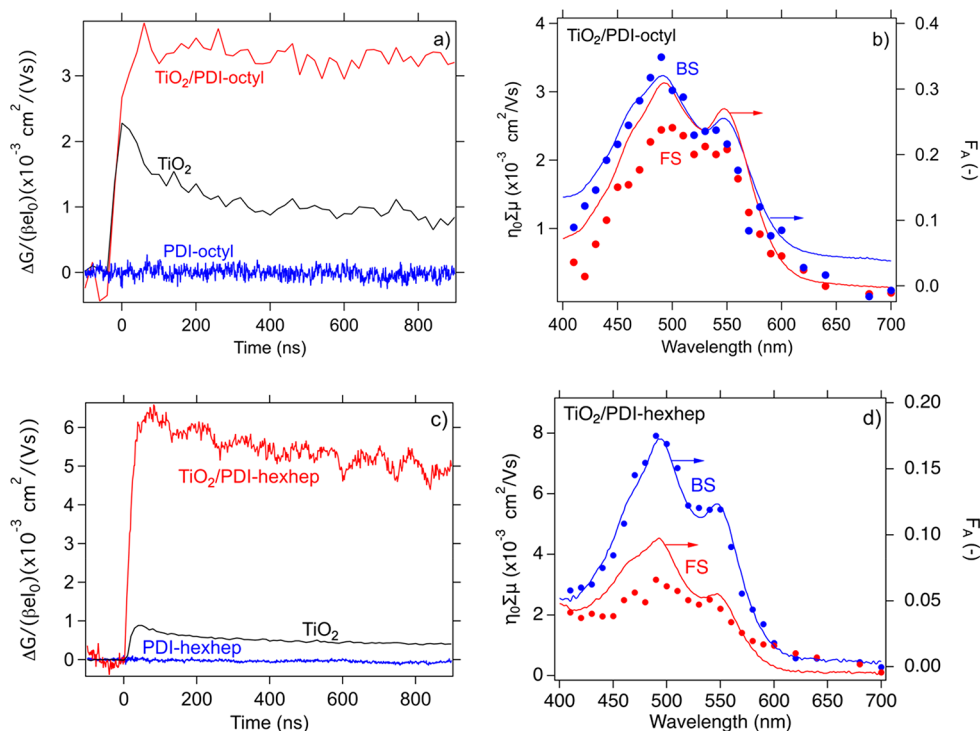 a)
ΔG/(βeI₀)(x10⁻³ cm²/(Vs))
3
2
1
0
TiO₂/PDI-octyl
TiO₂
PDI-octyl
0 200 400 600 800
Time (ns)
TiO₂/PDI-octyl b)
η₀Σμ (x10⁻³ cm²/Vs)
4
3
2
1
BS
FS
0.4
0.3
0.2
0.1
0.0
F_A (-)
400 450 500 550 600 650 700
Wavelength (nm)
c)
ΔG/(βeI₀)(x10⁻³ cm²/(Vs))
6
5
4
3
2
1
0
TiO₂/PDI-hexhep
TiO₂
PDI-hexhep
0 200 400 600 800
Time (ns)
TiO₂/PDI-hexhep d)
η₀Σμ (x10⁻³ cm²/Vs)
8
6
4
2
0
BS
FS
0.20
0.15
0.10
0.05
0.00
F_A (-)
400 450 500 550 600 650 700
Wavelength (nm)